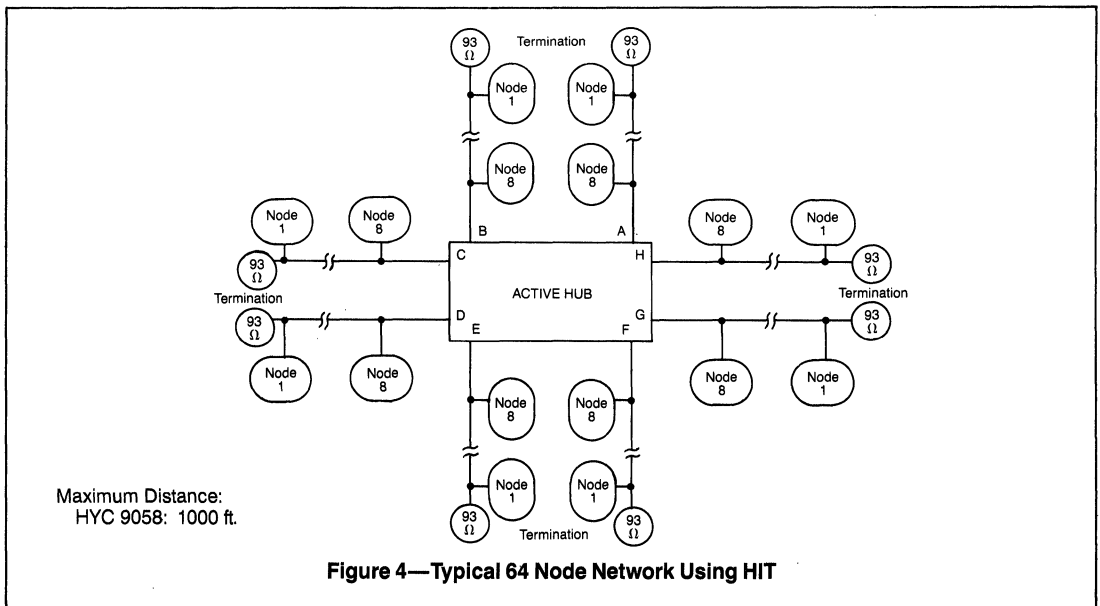 93
Ω
Termination
93
Ω
Node
1
Node
1
Node
8
Node
8
B
A
Node
1
Node
8
Node
8
Node
1
93
Ω
C
H
93
Ω
Termination
ACTIVE HUB
Termination
93
Ω
D
G
93
Ω
E
F
Node
1
Node
8
Node
8
Node
1
Node
8
Node
8
Node
1
Node
1
93
Ω
Termination
93
Ω
Maximum Distance:
HYC 9058: 1000 ft.
Figure 4—Typical 64 Node Network Using HIT